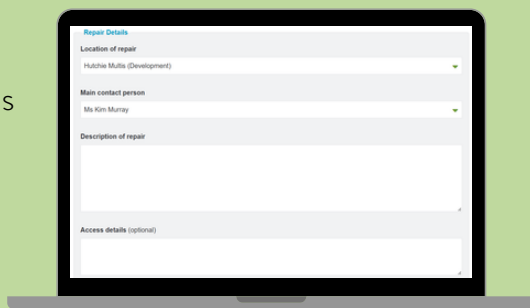 Repair Details
Location of repair
Hutchie Multis (Development)
s
Main contact person
Ms Kim Murray
Description of repair
Access details (optional)